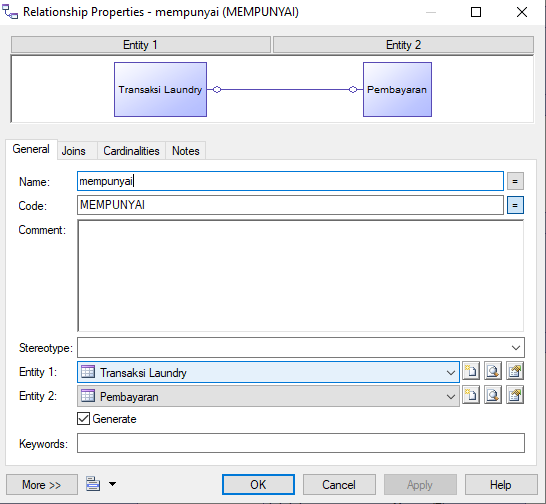 Relationship Properties - mempunyai (MEMPUNYAI)
Entity 1 Entity 2
Transaksi Laundry Pembayaran
General Joins Cardinalities Notes
Name: mempunyai =
Code: MEMPUNYAI =
Comment:
Stereotype:
Entity 1: Transaksi Laundry
Entity 2: Pembayaran
Generate
Keywords:
More >> OK Cancel Apply Help